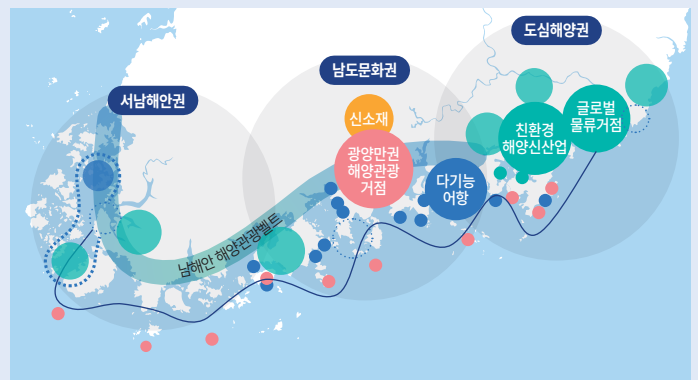 도심해양권
남도문화권
서남해안권
신소재
광양만권
해양관광
거점
다기능
어항
친환경
해양신산업
글로벌
물류거점
남해안 해양관광벨트